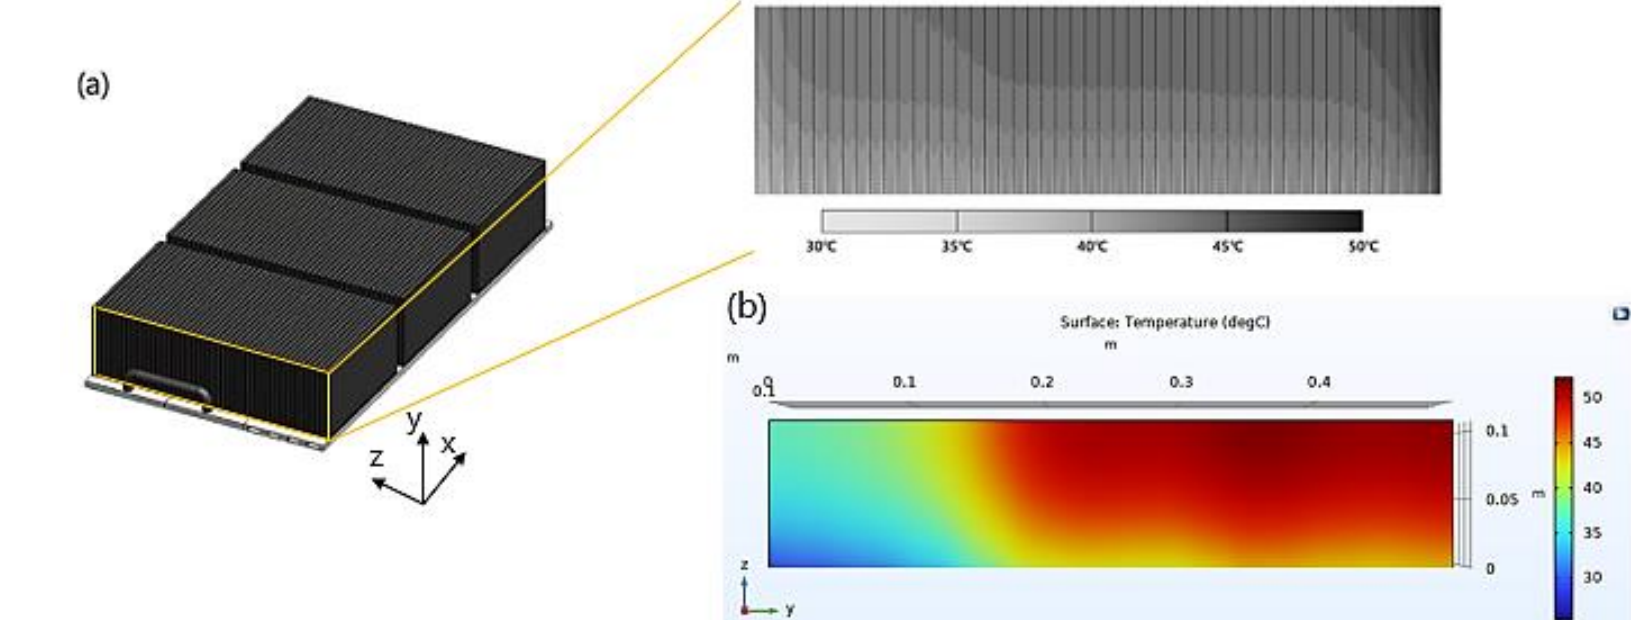 (a)
y
x
z
30℃ 35℃ 40℃ 45℃ 50℃
(b)
Surface: Temperature (degC)
m
m
0 0.1 0.2 0.3 0.4
0.1
0.1
0.05 m
0
50
45
40
35
30
z
y